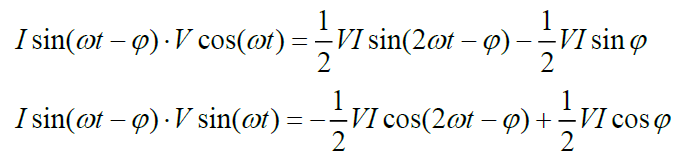 I sin(ωt − φ) · V cos(ωt) = 1/2 VI sin(2ωt − φ) − 1/2 VI sin φ
I sin(ωt − φ) · V sin(ωt) = − 1/2 VI cos(2ωt − φ) + 1/2 VI cos φ